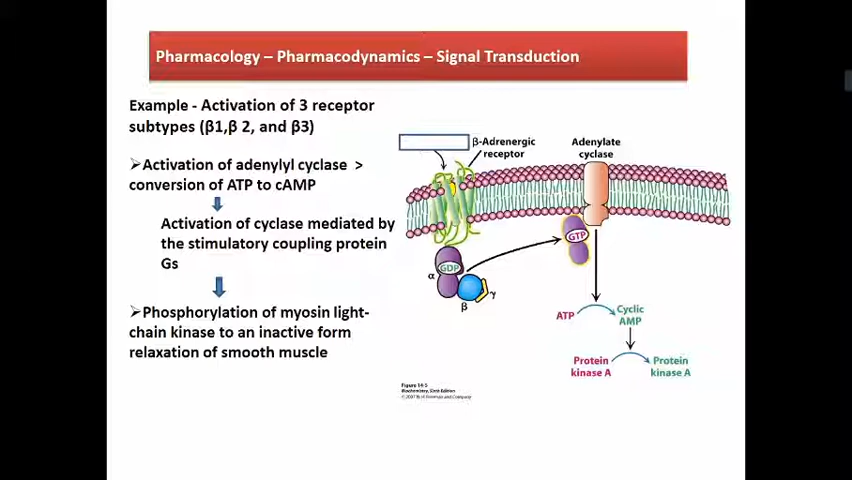 Pharmacology – Pharmacodynamics – Signal Transduction
Example - Activation of 3 receptor
subtypes (β1,β 2, and β3)
➢Activation of adenylyl cyclase >
conversion of ATP to cAMP
Activation of cyclase mediated by
the stimulatory coupling protein
Gs
➢Phosphorylation of myosin light-
chain kinase to an inactive form
relaxation of smooth muscle
β-Adrenergic
receptor
Adenylate
cyclase
GTP
GDP
α
β
γ
ATP
Cyclic
AMP
Protein
kinase A
Protein
kinase A
Figure 14-5
Biochemistry, Sixth Edition
© 2007 W. H. Freeman and Company